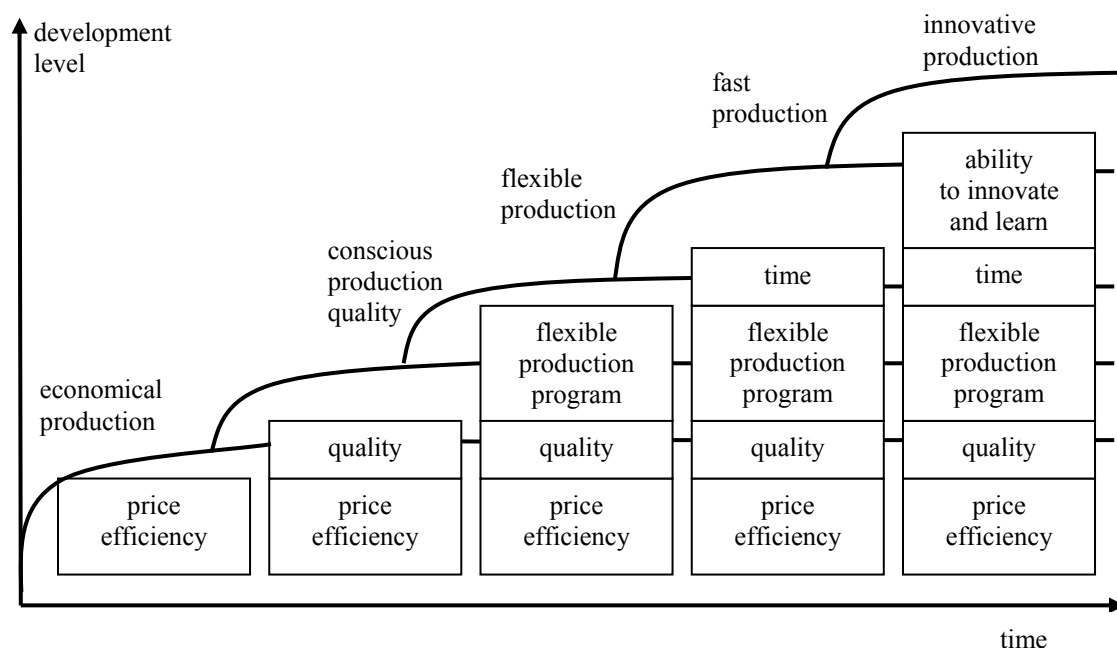 development
level
innovative
production
fast
production
flexible
production
conscious
production
quality
economical
production
price
efficiency
quality
price
efficiency
flexible
production
program
quality
price
efficiency
time
flexible
production
program
quality
price
efficiency
ability
to innovate
and learn
time
flexible
production
program
quality
price
efficiency
time